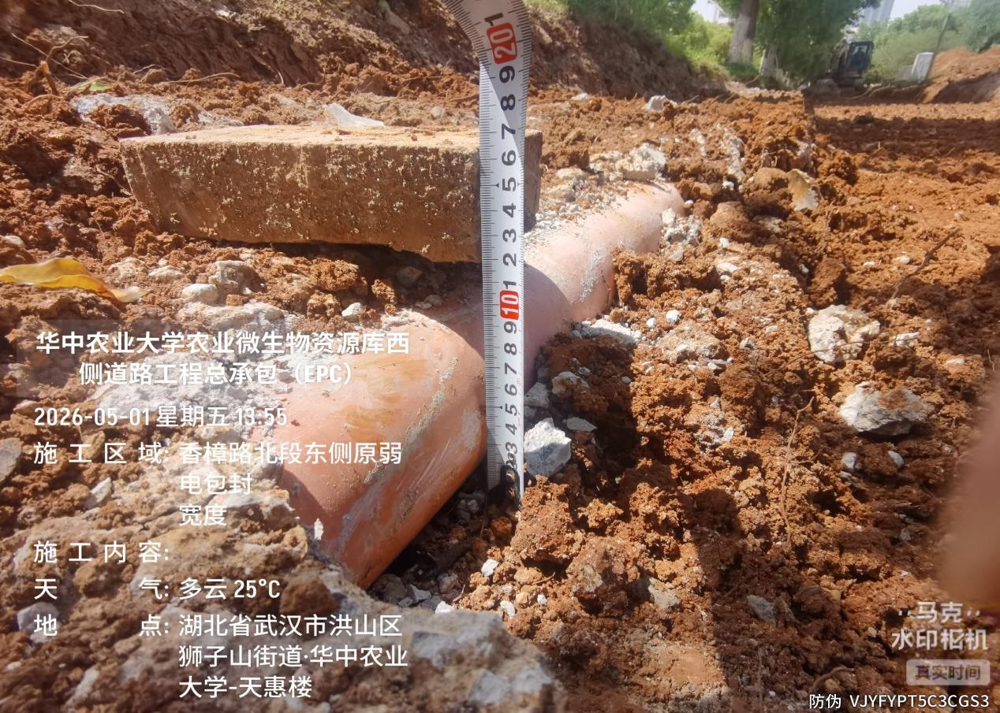 1
20
9
8
7
6
5
4
3
2
1
10
9
8
7
6
5
4
3
华中农业大学农业微生物资源库西
侧道路工程总承包（EPC）
2026-05-01 星期五 13:55
施工区域: 香樟路北段东侧原弱
电包封
宽度
施工内容:
天气: 多云 25°C
地点: 湖北省武汉市洪山区
狮子山街道·华中农业
大学-天惠楼
马克
水印相机
真实时间
防伪 VJYFYPT5C3CGS3